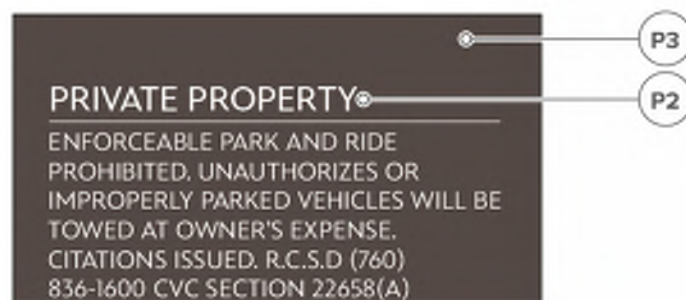 P3
PRIVATE PROPERTY
P2
ENFORCEABLE PARK AND RIDE
PROHIBITED. UNAUTHORIZES OR
IMPROPERLY PARKED VEHICLES WILL BE
TOWED AT OWNER'S EXPENSE.
CITATIONS ISSUED. R.C.S.D (760)
836-1600 CVC SECTION 22658(A)